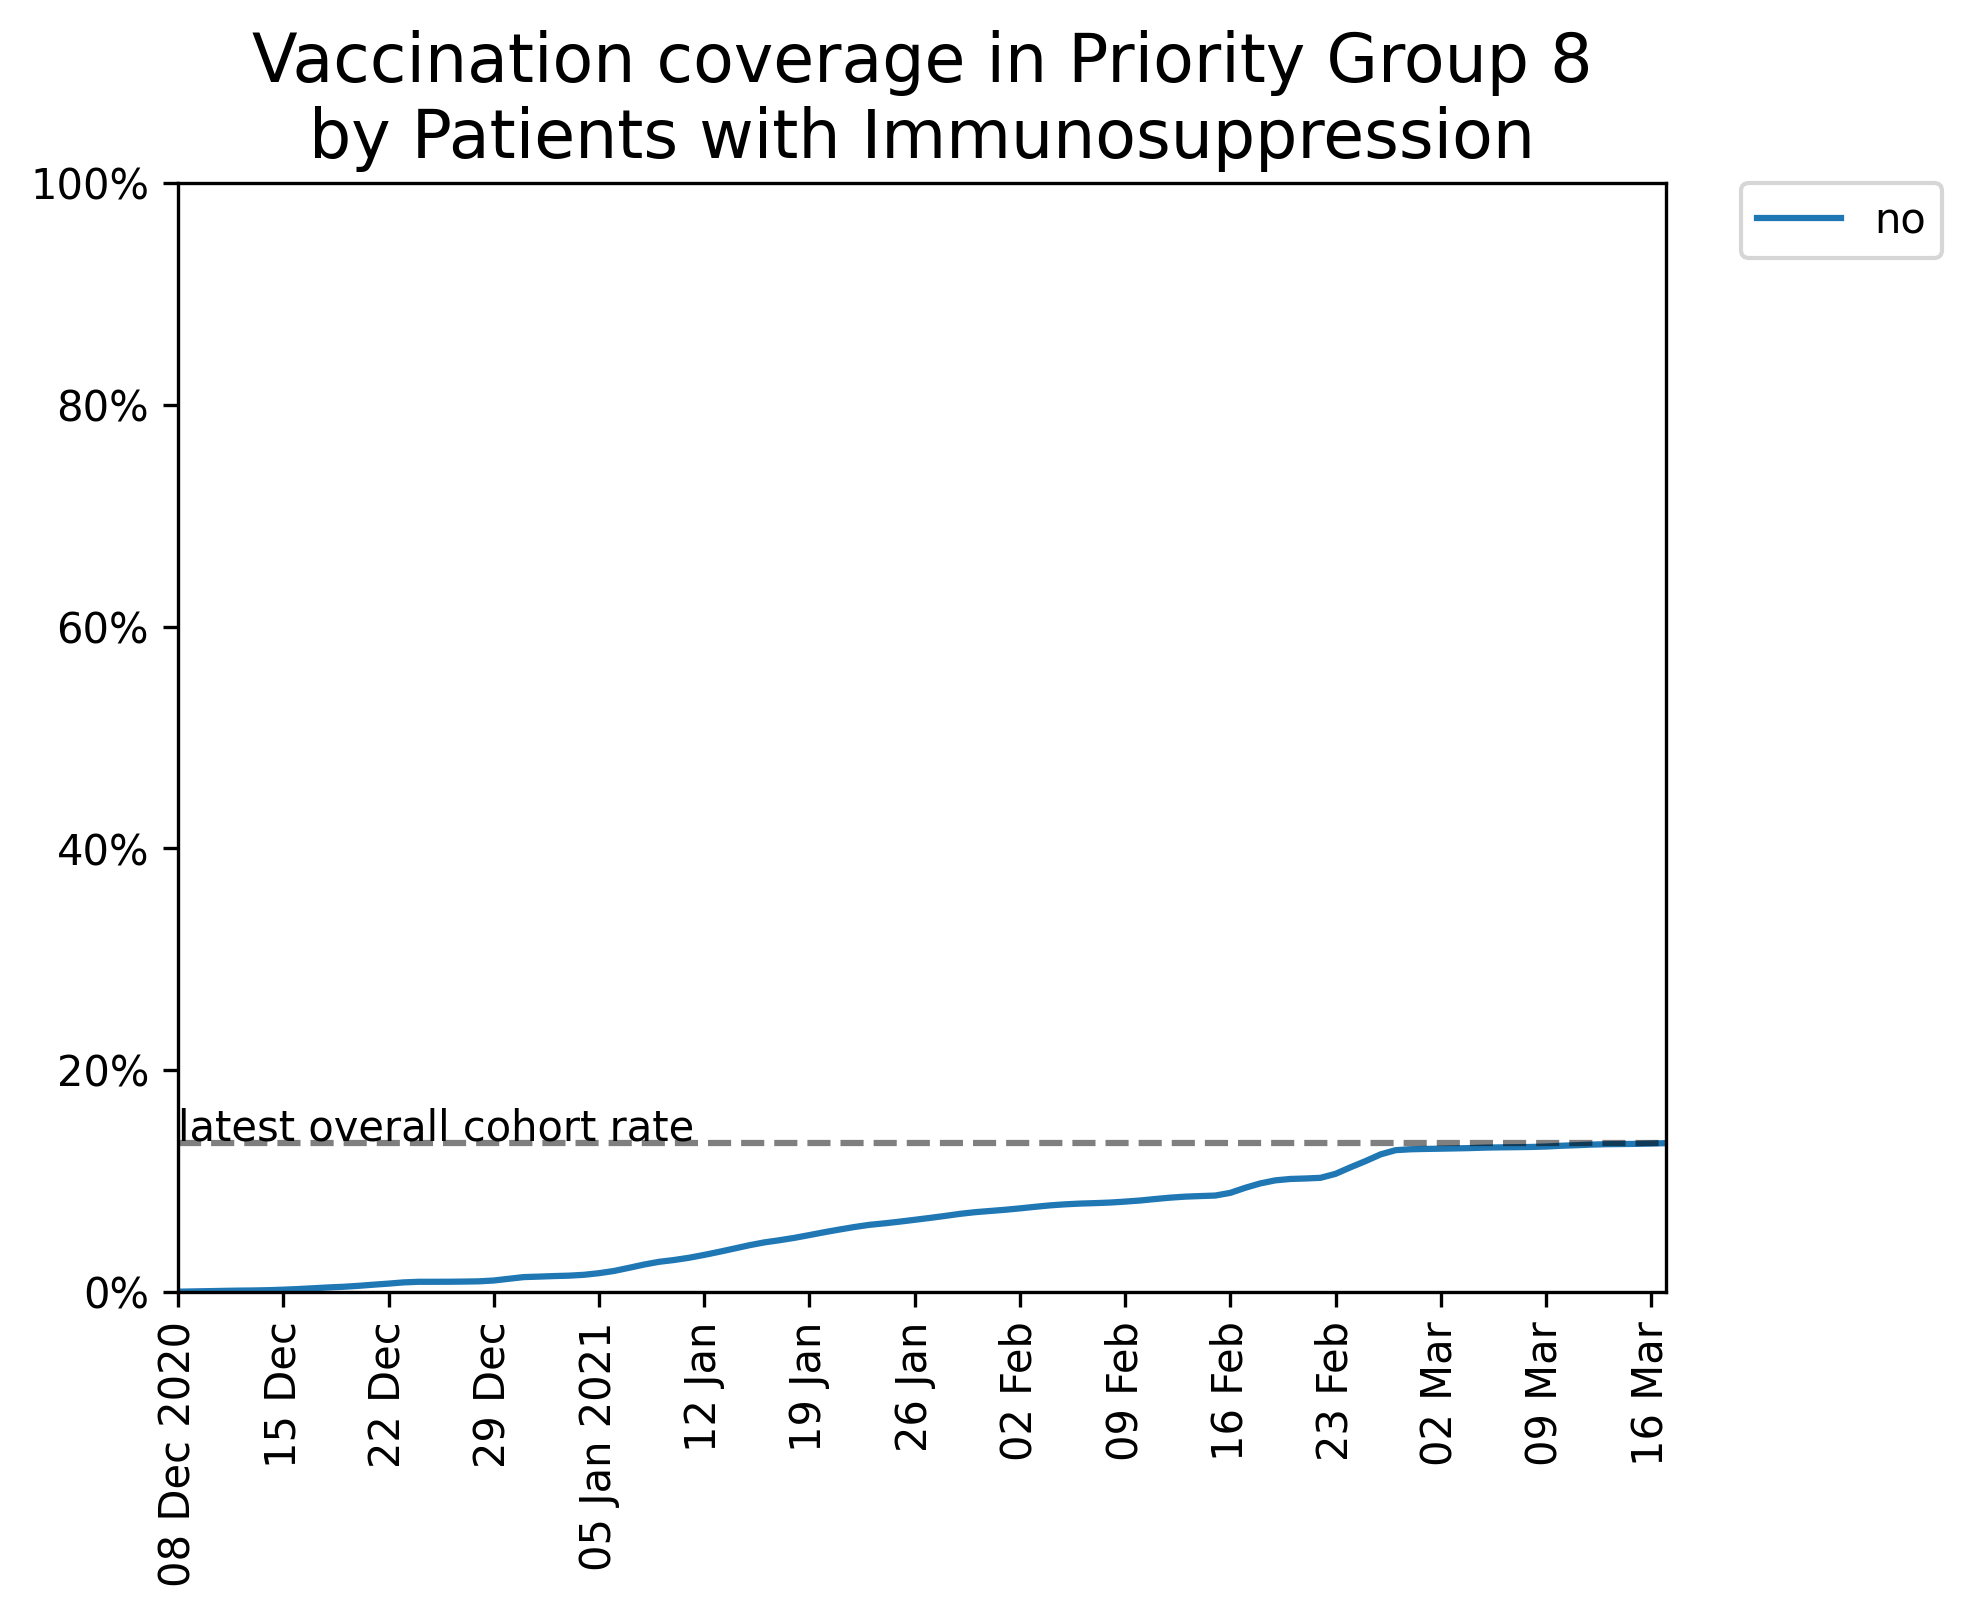 Vaccination coverage in Priority Group 8
by Patients with Immunosuppression
100%
80%
60%
40%
20%
0%
latest overall cohort rate
no
08 Dec 2020
15 Dec
22 Dec
29 Dec
05 Jan 2021
12 Jan
19 Jan
26 Jan
02 Feb
09 Feb
16 Feb
23 Feb
02 Mar
09 Mar
16 Mar